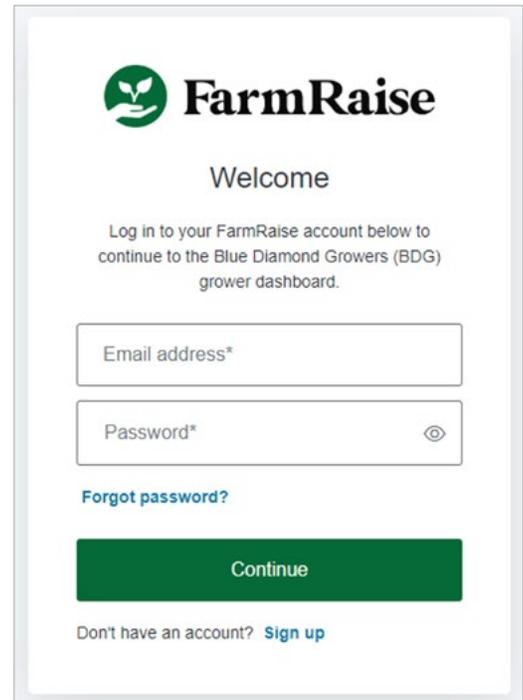 FarmRaise
Welcome
Log in to your FarmRaise account below to
continue to the Blue Diamond Growers (BDG)
grower dashboard.
Email address*
Password*
Forgot password?
Continue
Don't have an account? Sign up